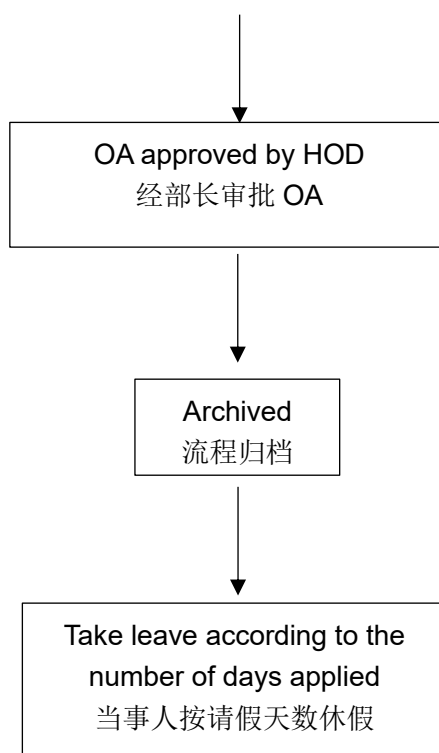 OA approved by HOD
经部长审批 OA
Archived
流程归档
Take leave according to the
number of days applied
当事人按请假天数休假